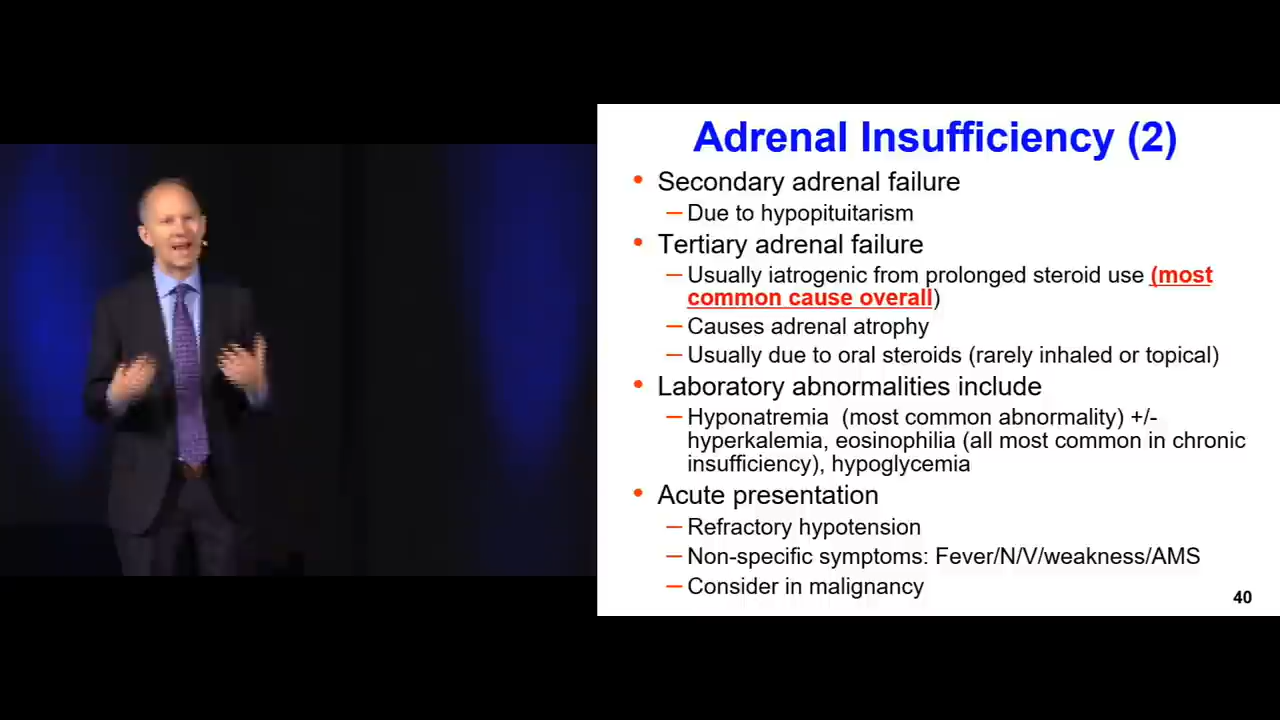 Adrenal Insufficiency (2)
• Secondary adrenal failure
– Due to hypopituitarism
• Tertiary adrenal failure
– Usually iatrogenic from prolonged steroid use (most
common cause overall)
– Causes adrenal atrophy
– Usually due to oral steroids (rarely inhaled or topical)
• Laboratory abnormalities include
– Hyponatremia (most common abnormality) +/-
hyperkalemia, eosinophilia (all most common in chronic
insufficiency), hypoglycemia
• Acute presentation
– Refractory hypotension
– Non-specific symptoms: Fever/N/V/weakness/AMS
– Consider in malignancy
40